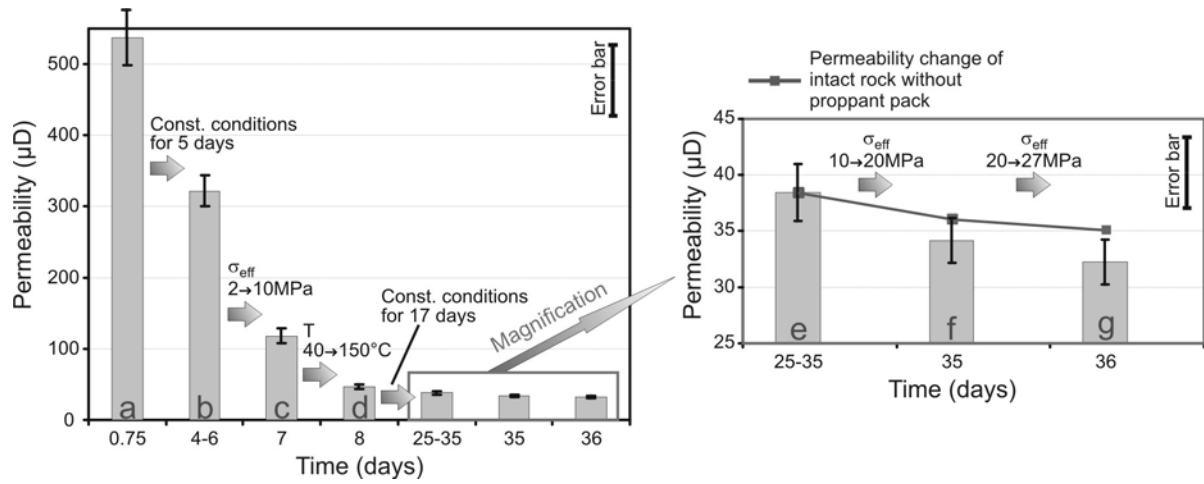 Permeability (µD)
500
400
300
200
100
0
Const. conditions
for 5 days
σeff
2→10MPa
T
40→150°C
Const. conditions
for 17 days
Magnification
Error bar
a b c d
0.75 4-6 7 8 25-35 35 36
Time (days)
Permeability change of
intact rock without
proppant pack
Permeability (µD)
45
40
35
30
25
σeff
10→20MPa
σeff
20→27MPa
Error bar
e f g
25-35 35 36
Time (days)